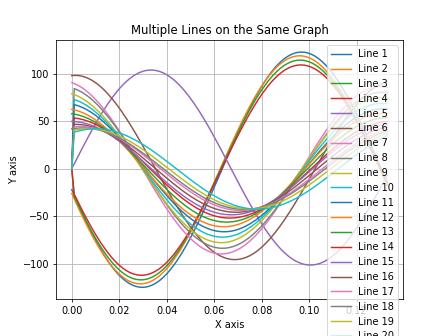 Multiple Lines on the Same Graph
Y axis
100
50
0
−50
−100
0.00
0.02
0.04
0.06
0.08
0.10
X axis
Line 1
Line 2
Line 3
Line 4
Line 5
Line 6
Line 7
Line 8
Line 9
Line 10
Line 11
Line 12
Line 13
Line 14
Line 15
Line 16
Line 17
Line 18
Line 19
Line 20